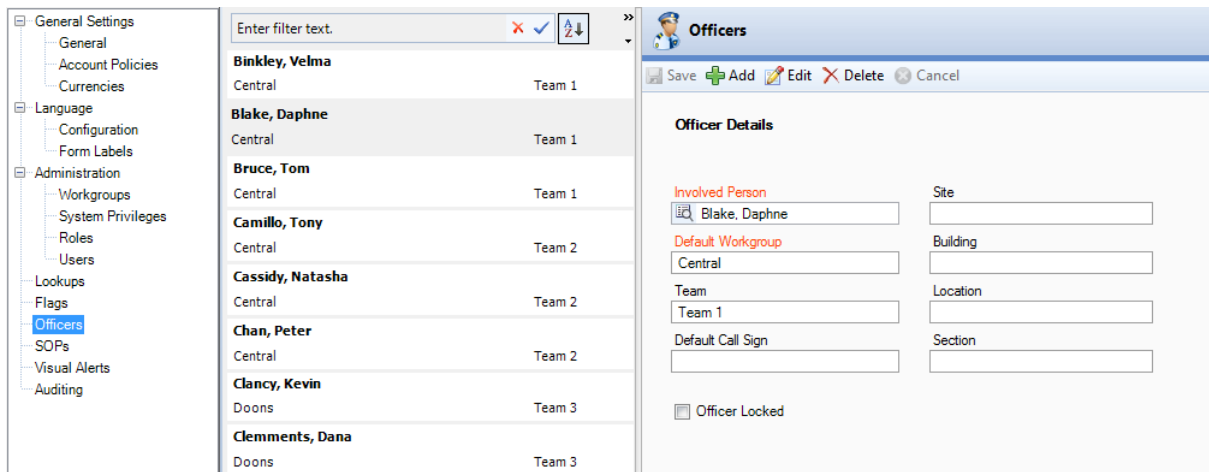 General Settings
General
Account Policies
Currencies
Language
Configuration
Form Labels
Administration
Workgroups
System Privileges
Roles
Users
Lookups
Flags
Officers
SOPs
Visual Alerts
Auditing
Enter filter text.
Binkley, Velma
Central Team 1
Blake, Daphne
Central Team 1
Bruce, Tom
Central Team 1
Camillo, Tony
Central Team 2
Cassidy, Natasha
Central Team 2
Chan, Peter
Central Team 2
Clancy, Kevin
Doons Team 3
Clemments, Dana
Doons Team 3
Officers
Save Add Edit Delete Cancel
Officer Details
Involved Person Site
Blake, Daphne
Default Workgroup Building
Central
Team Location
Team 1
Default Call Sign Section
Officer Locked